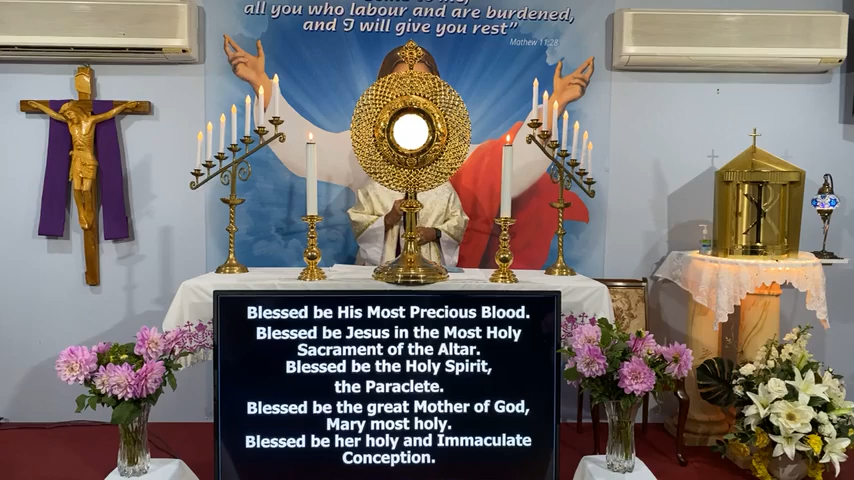 all you who labour and are burdened,
and I will give you rest"
Mathew 11:28
Blessed be His Most Precious Blood.
Blessed be Jesus in the Most Holy
Sacrament of the Altar.
Blessed be the Holy Spirit,
the Paraclete.
Blessed be the great Mother of God,
Mary most holy.
Blessed be her holy and Immaculate
Conception.